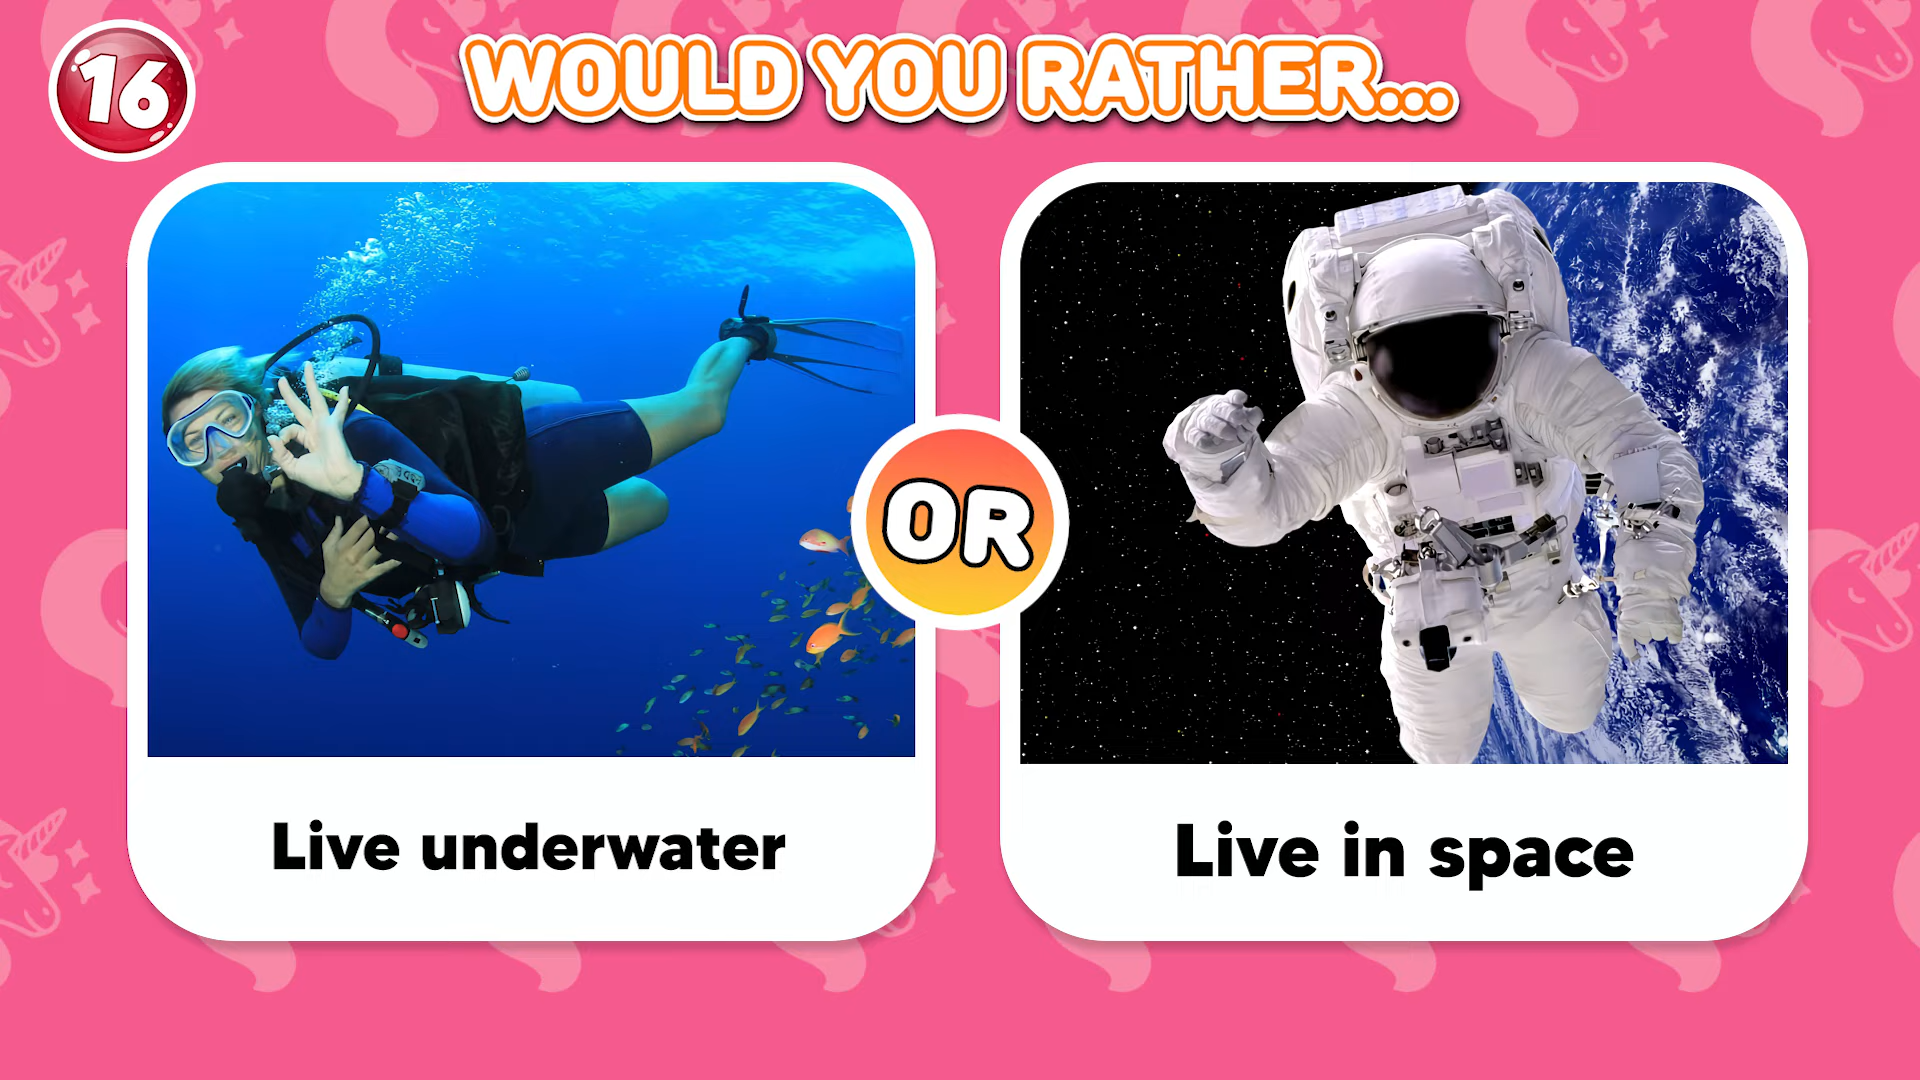 16
WOULD YOU RATHER...
OR
Live underwater
Live in space